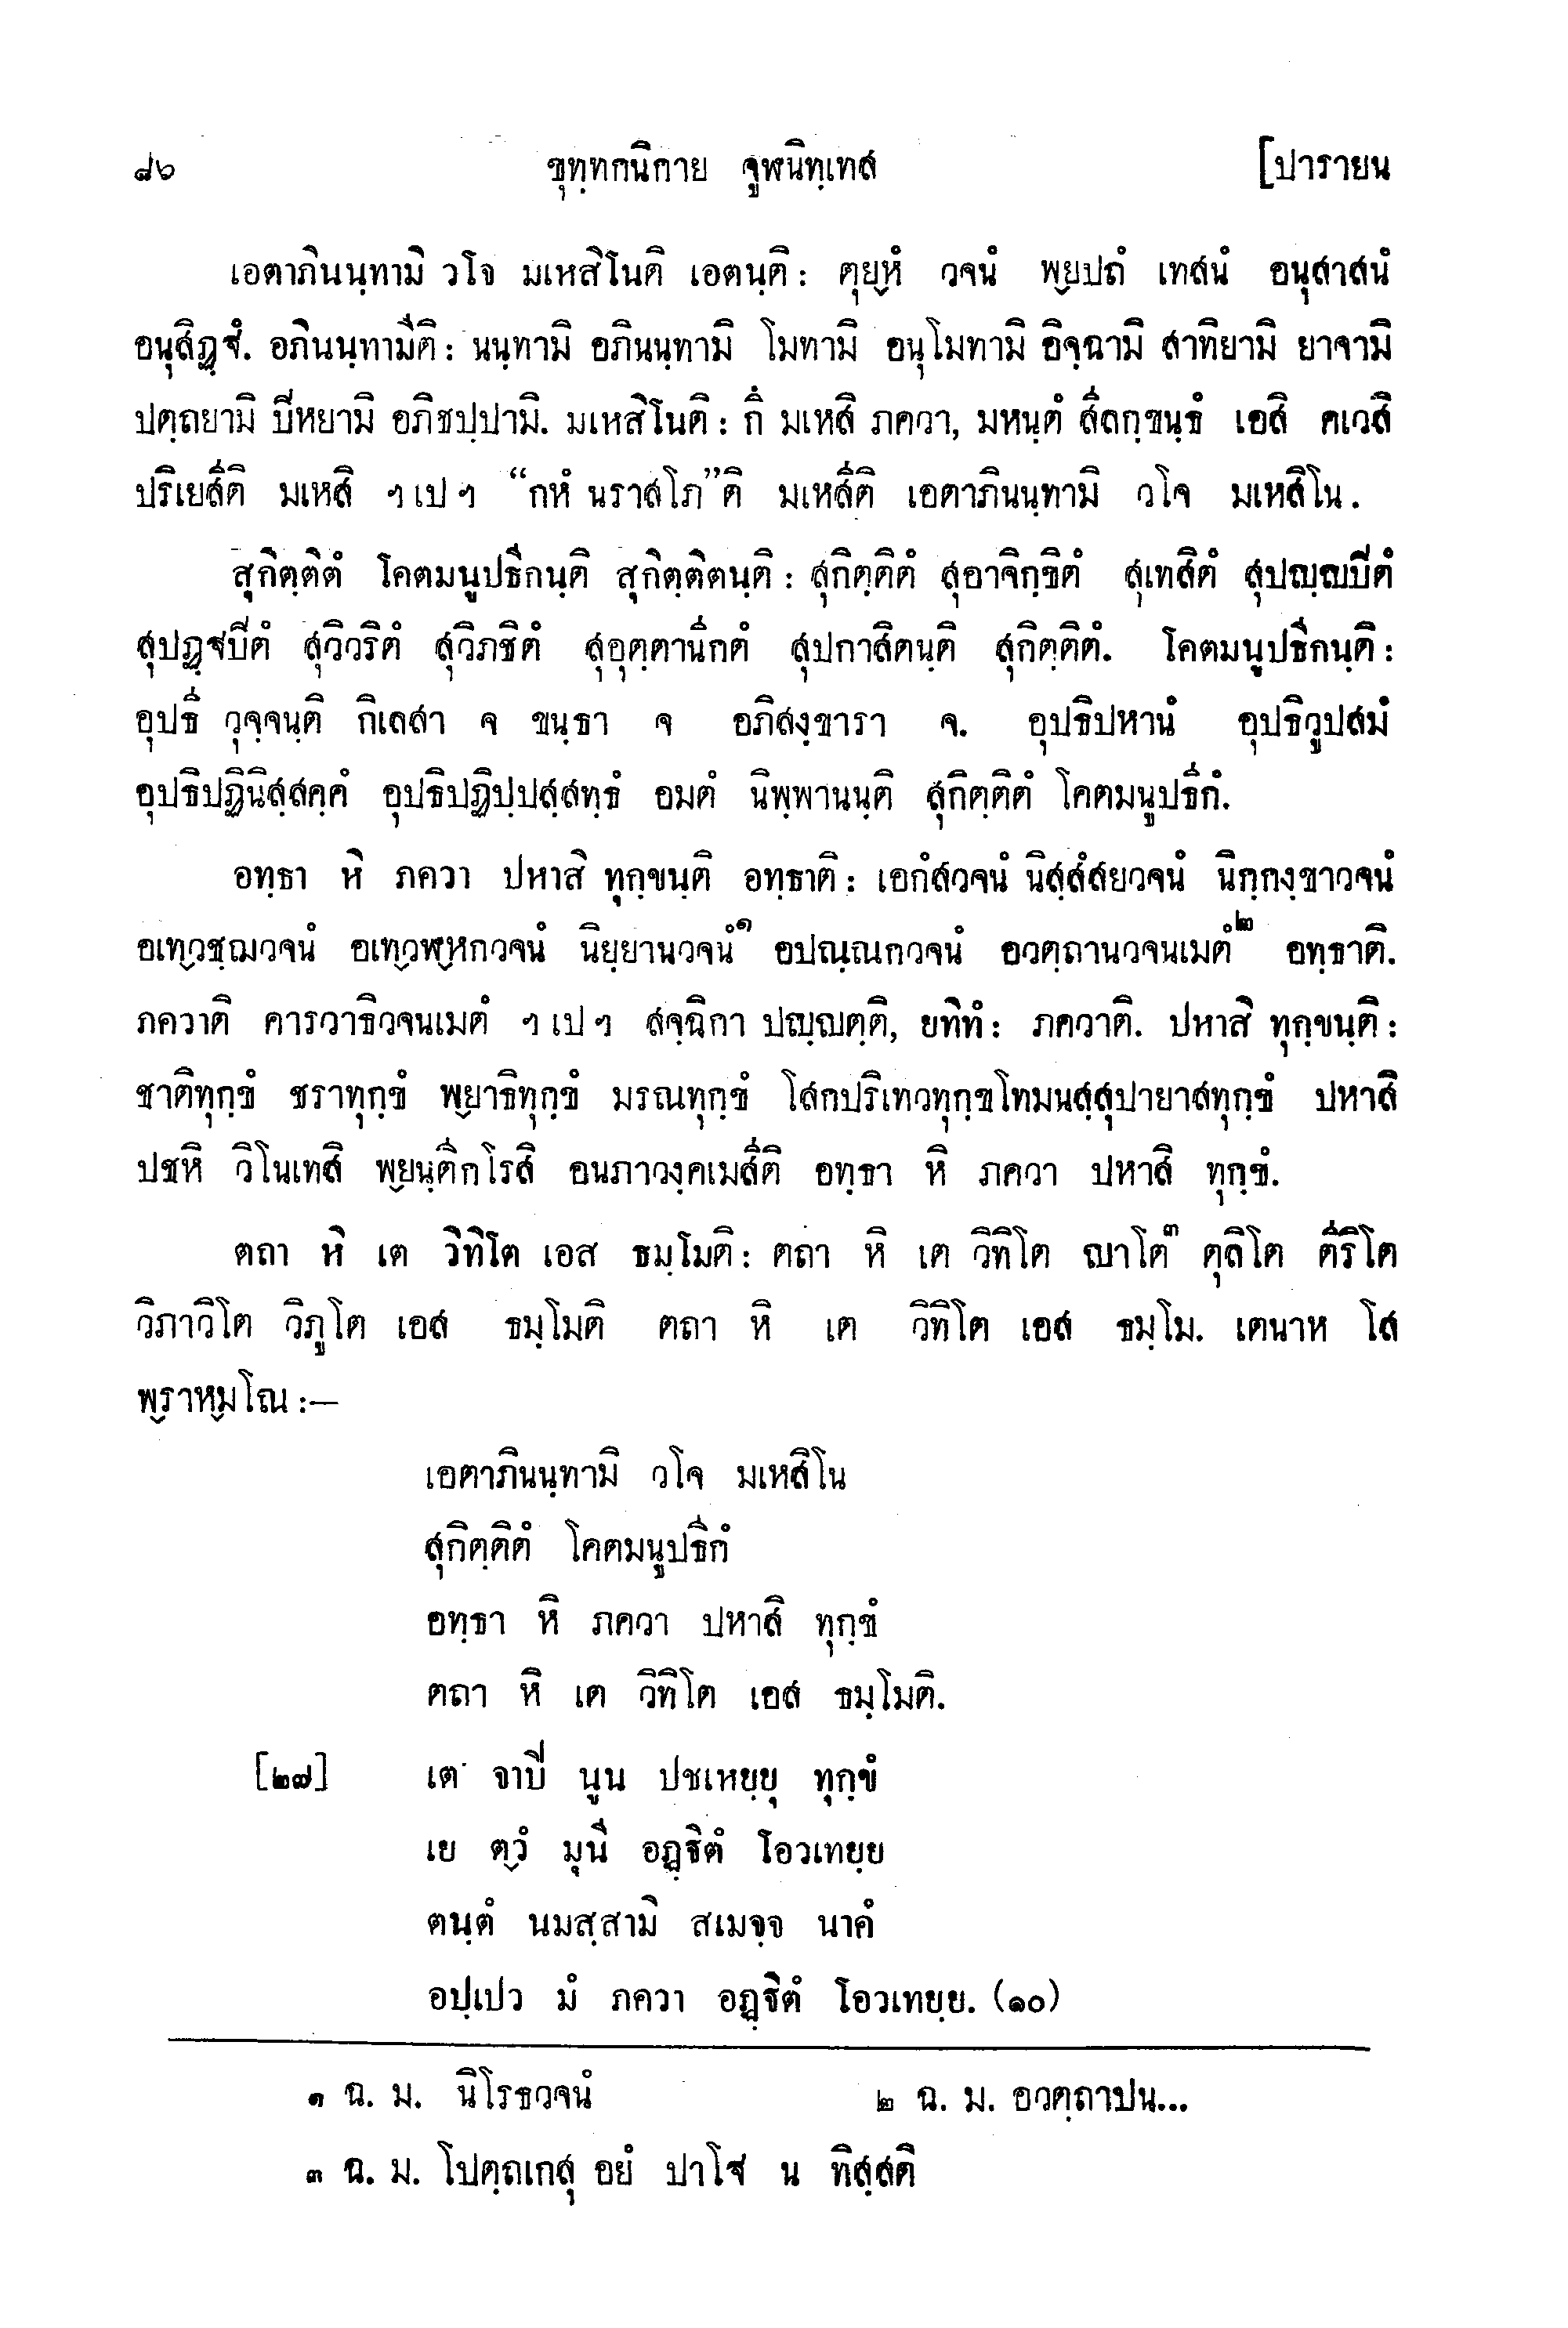 ๘๖ ขุทฺทกนิกาย จูฬนิทฺเทส [ปารายน
เอตาภินนฺทามิ วโจ มเหสิโนติ เอตนฺติ: ตุยฺหํ วจนํ พฺยปถํ เทสนํ อนุสาสนํ
อนุสิฏฺฐํ. อภินนฺทามีติ: นนฺทามิ อภินนฺทามิ โมทามิ อนุโมทามิ อิจฺฉามิ สาทิยามิ ยาจามิ
ปตฺถยามิ ปิหยามิ อภิชปฺปามิ. มเหสิโนติ: กึ มเหสิ ภควา, มหนฺตํ สีลกฺขนฺธํ เอสิ คเวสิ
ปริเยสีติ มเหสิ ฯ เป ฯ “กหํ นราสโภ”ติ มเหสีติ เอตาภินนฺทามิ วโจ มเหสิโน.
สุกิตฺติตํ โคตมนูปธีกนฺติ สุกิตฺติตนฺติ: สุกิตฺติตํ สุอาจิกฺขิตํ สุเทสิตํ สุปญฺญปิตํ
สุปฏฺฐปิตํ สุวิวริตํ สุวิภชิตํ สุอุตฺตานีกตํ สุปกาสิตนฺติ สุกิตฺติตํ. โคตมนูปธีกนฺติ:
อุปธี วุจฺจนฺติ กิเลสา จ ขนฺธา จ อภิสงฺขารา จ. อุปธิปหานํ อุปธิวูปสมํ
อุปธิปฏินิสฺสคฺคํ อุปธิปฏิปฺปสฺสทฺธํ อมตํ นิพฺพานนฺติ สุกิตฺติตํ โคตมนูปธีกํ.
อทฺธา หิ ภควา ปหาสิ ทุกฺขนฺติ อทฺธาติ: เอกํสวจนํ นิสฺสํสยวจนํ นิกฺกงฺขาวจนํ
อเทฺวชฺฌวจนํ อเทฺวฬฺหกวจนํ นิยฺยานวจนํ๑ อปณฺณกวจนํ อวตฺถานวจนเมตํ๒ อทฺธาติ.
ภควาติ คารวาธิวจนเมตํ ฯ เป ฯ สจฺฉิกา ปญฺญตฺติ, ยทิทํ: ภควาติ. ปหาสิ ทุกฺขนฺติ:
ชาติทุกฺขํ ชราทุกฺขํ พฺยาธิทุกฺขํ มรณทุกฺขํ โสกปริเทวทุกฺขโทมนสฺสุปายาสทุกฺขํ ปหาสิ
ปชหิ วิโนเทสิ พฺยนฺตีกโรสิ อนภาวงฺคเมสีติ อทฺธา หิ ภควา ปหาสิ ทุกฺขํ.
ตถา หิ เต วิทิโต เอส ธมฺโมติ: ตถา หิ เต วิทิโต ญาโต๓ ตุลิโต ตีริโต
วิภาวิโต วิภูโต เอส ธมฺโมติ ตถา หิ เต วิทิโต เอส ธมฺโม. เตนาห โส
พฺราหฺมโณ:—
เอตาภินนฺทามิ วโจ มเหสิโน
สุกิตฺติตํ โคตมนูปธีกํ
อทฺธา หิ ภควา ปหาสิ ทุกฺขํ
ตถา หิ เต วิทิโต เอส ธมฺโมติ.
[๒๗] เต จาปิ นูน ปชเหยฺยุ ทุกฺขํ
เย ตฺวํ มุนี อฏฺฐิตํ โอวเทยฺย
ตนฺตํ นมสฺสามิ สเมจฺจ นาคํ
อปฺเปว มํ ภควา อฏฺฐิตํ โอวเทยฺย. (๑๐)
๑ ฉ. ม. นิโรธวจนํ ๒ ฉ. ม. อวตฺถาปน...
๓ ฉ. ม. โปตฺถเกสุ อยํ ปาโฐ น ทิสฺสติ